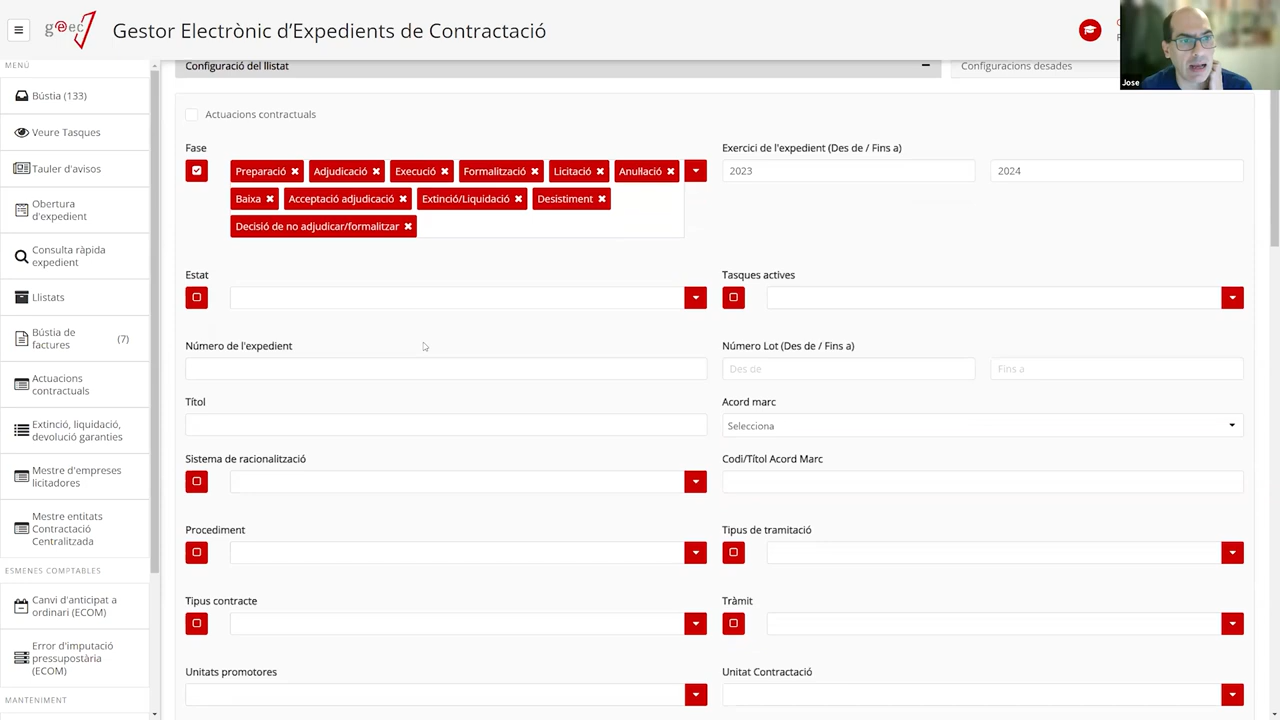 geec
Gestor Electrònic d'Expedients de Contractació
Jose
MENÚ
Bústia (133)
Veure Tasques
Tauler d'avisos
Obertura
d'expedient
Consulta ràpida
expedient
Llistats
Bústia de
factures
(7)
Actuacions
contractuals
Extinció, liquidació,
devolució garanties
Mestre d'empreses
licitadores
Mestre entitats
Contractació
Centralitzada
ESMENES COMPTABLES
Canvi d'anticipat a
ordinari (ECOM)
Error d'imputació
pressupostària
(ECOM)
MANTENIMENT
Configuració del llistat
Configuracions desades
Actuacions contractuals
Fase
Exercici de l'expedient (Des de / Fins a)
Preparació Adjudicació Execució Formalització Licitació Anul·lació
2023 2024
Baixa Acceptació adjudicació Extinció/Liquidació Desistiment
Decisió de no adjudicar/formalitzar
Estat
Tasques actives
Número de l'expedient
Número Lot (Des de / Fins a)
Des de Fins a
Títol
Acord marc
Selecciona
Sistema de racionalització
Codi/Títol Acord Marc
Procediment
Tipus de tramitació
Tipus contracte
Tràmit
Unitats promotores
Unitat Contractació